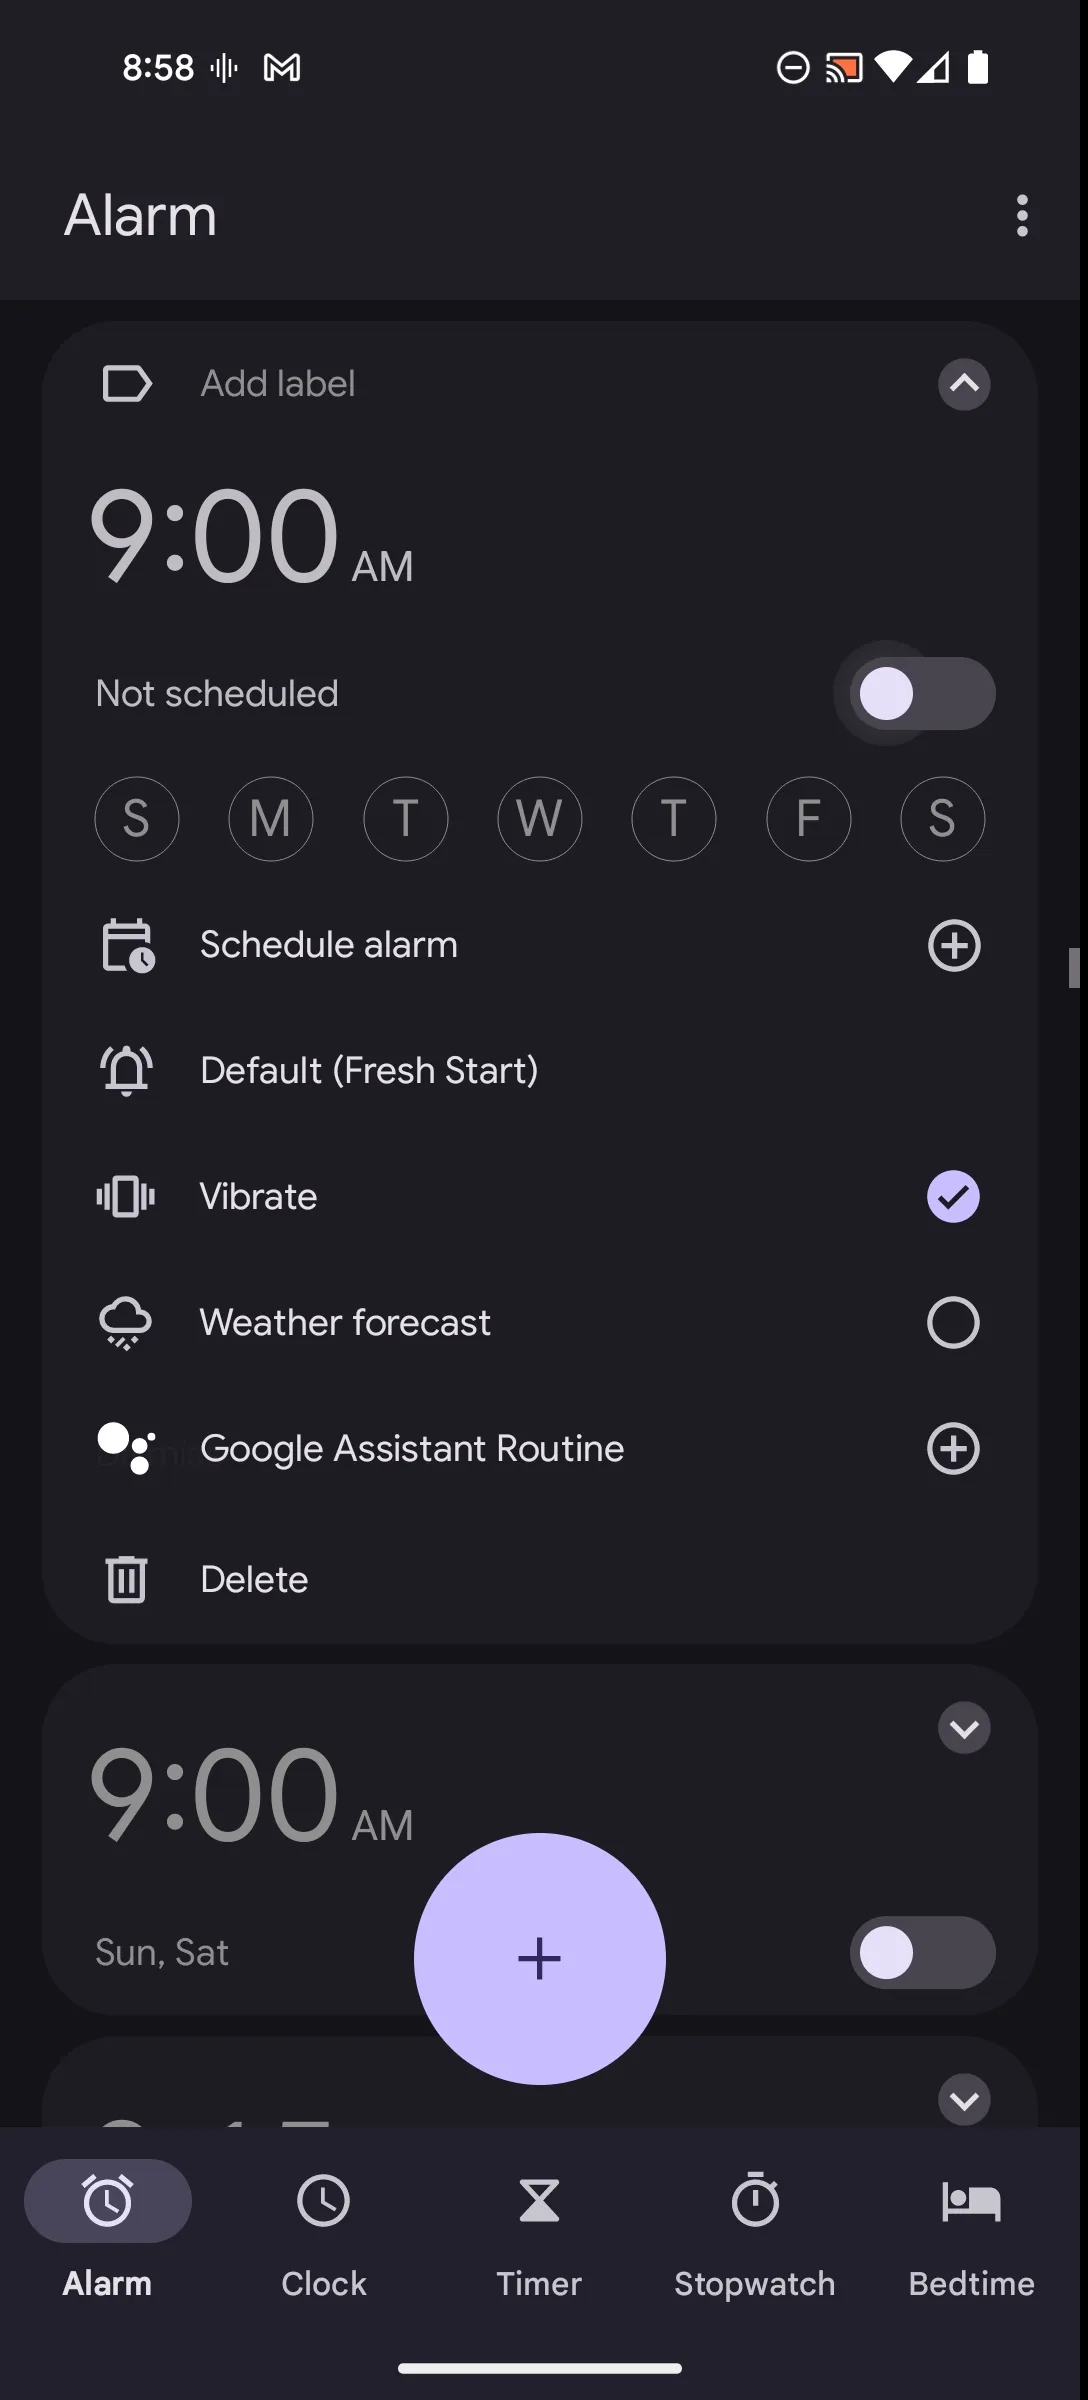 8:58
Alarm
Add label
9:00 AM
Not scheduled
S M T W T F S
Schedule alarm
Default (Fresh Start)
Vibrate
Weather forecast
Google Assistant Routine
Delete
9:00 AM
Sun, Sat
Alarm Clock Timer Stopwatch Bedtime